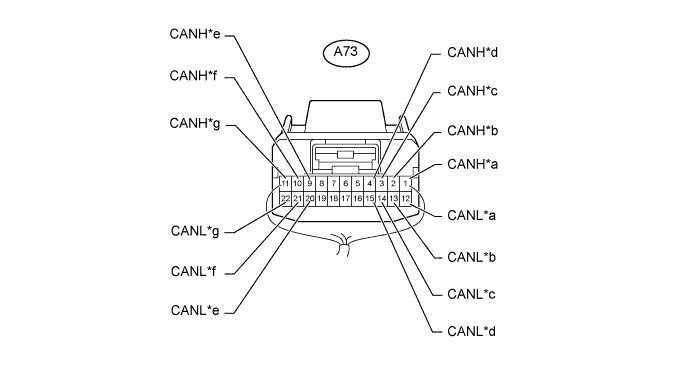 CANH*e
A73
CANH*d
CANH*f
CANH*c
CANH*g
CANH*b
CANH*a
11 10 9 8 7 6 5 4 3 2 1
22 21 20 19 18 17 16 15 14 13 12
CANL*a
CANL*g
CANL*b
CANL*f
CANL*c
CANL*e
CANL*d